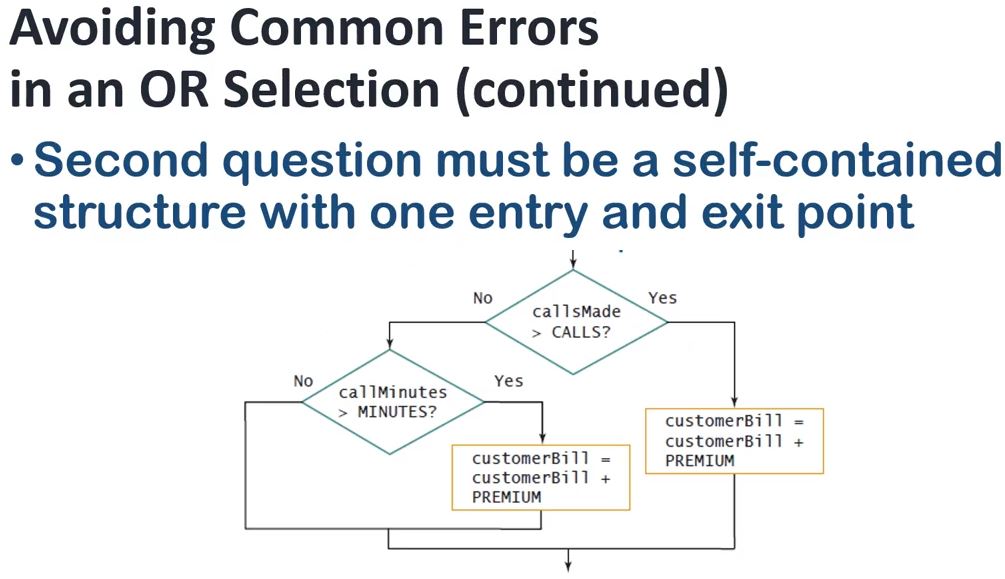 Avoiding Common Errors
in an OR Selection (continued)
• Second question must be a self-contained
structure with one entry and exit point
No
Yes
callsMade
> CALLS?
No
Yes
callMinutes
> MINUTES?
customerBill =
customerBill +
PREMIUM
customerBill =
customerBill +
PREMIUM